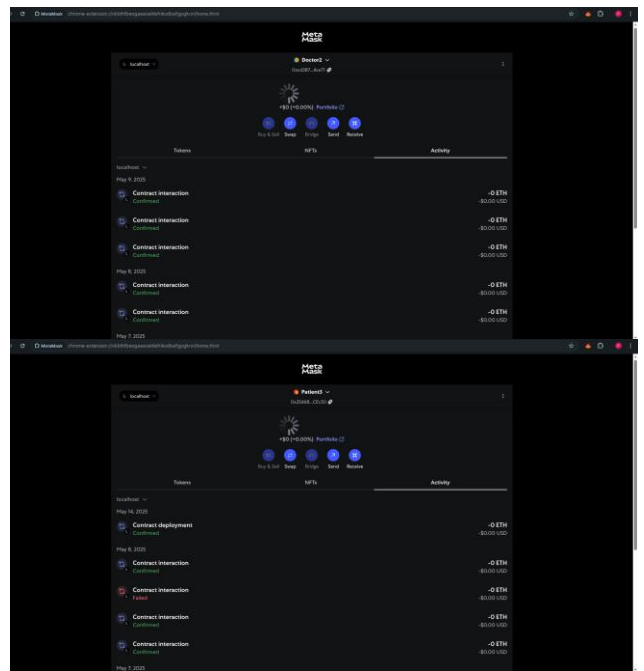 MetaMask
META
MASK
localhost
Doctor2
+$0 (+0.00%) Portfolio
Buy & Sell Swap Bridge Send Receive
Tokens NFTs Activity
localhost
May 9, 2025
Contract interaction -0 ETH
Confirmed -$0.00 USD
Contract interaction -0 ETH
Confirmed -$0.00 USD
Contract interaction -0 ETH
Confirmed -$0.00 USD
May 8, 2025
Contract interaction -0 ETH
Confirmed -$0.00 USD
Contract interaction -0 ETH
Confirmed -$0.00 USD
May 7, 2025
MetaMask
META
MASK
localhost
Patient3
+$0 (+0.00%) Portfolio
Buy & Sell Swap Bridge Send Receive
Tokens NFTs Activity
localhost
May 14, 2025
Contract deployment -0 ETH
Confirmed -$0.00 USD
May 8, 2025
Contract interaction -0 ETH
Confirmed -$0.00 USD
Contract interaction -0 ETH
Failed -$0.00 USD
Contract interaction -0 ETH
Confirmed -$0.00 USD
Contract interaction -0 ETH
Confirmed -$0.00 USD
May 7, 2025